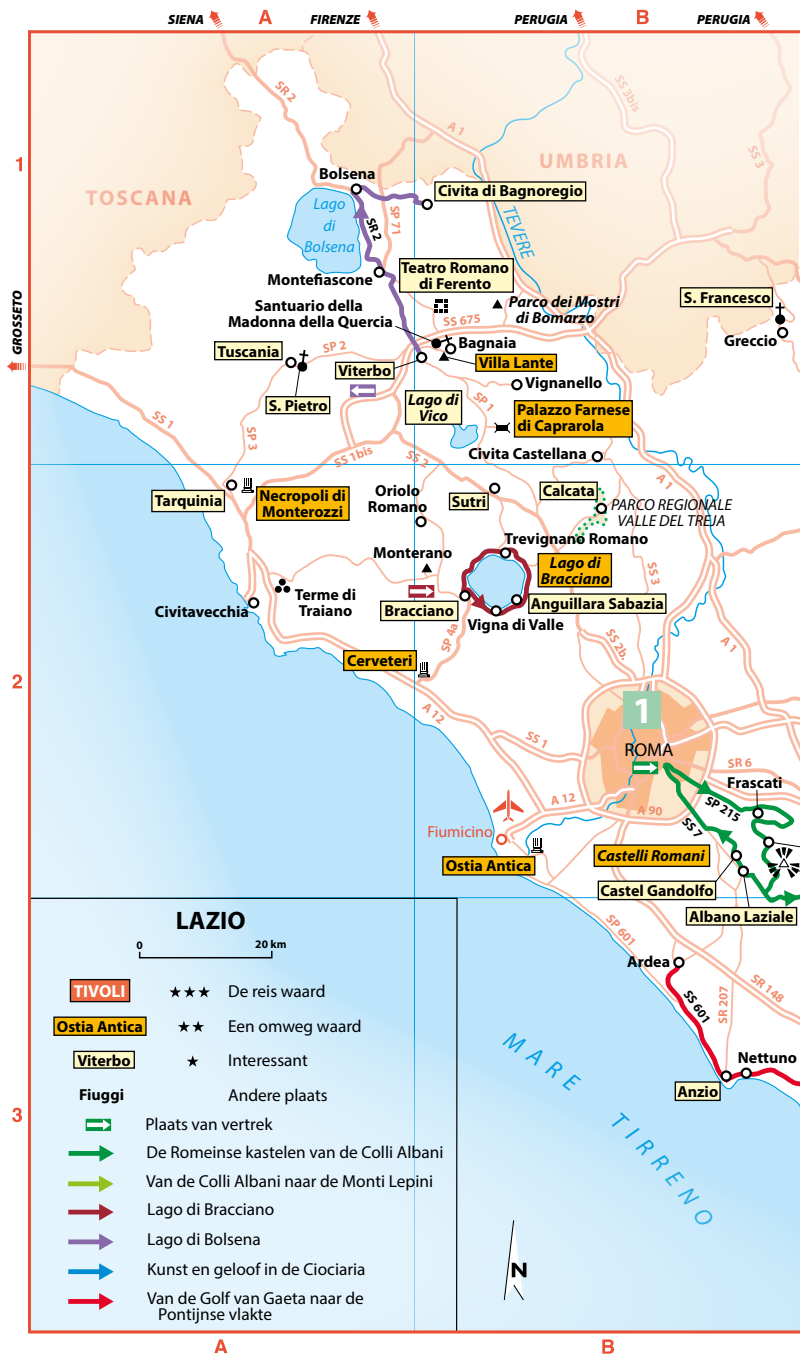 SIENA
A
FIRENZE
PERUGIA
B
PERUGIA
1
2
3
GROSSETO
TOSCANA
UMBRIA
SR 2
A 1
SS 3bis
SS 3
Bolsena
Civita di Bagnoregio
Lago
di
Bolsena
SR 2
SP 71
TEVERE
Montefiascone
Teatro Romano
di Ferento
Parco dei Mostri
di Bomarzo
S. Francesco
Greccio
Santuario della
Madonna della Quercia
SS 675
Bagnaia
Villa Lante
Tuscania
SP 2
Viterbo
Vignanello
S. Pietro
Lago di
Vico
SP 1
Palazzo Farnese
di Caprarola
SS 1
SP 3
SS 1bis
SS 2
Civita Castellana
A 1
Tarquinia
Necropoli di
Monterozzi
Oriolo
Romano
Sutri
Calcata
PARCO REGIONALE
VALLE DEL TREJA
Trevignano Romano
Monterano
Lago di
Bracciano
SS 3
Terme di
Traiano
Civitavecchia
Bracciano
Anguillara Sabazia
Vigna di Valle
SP 4a
SS 2b.
A 1
Cerveteri
A 12
SS 1
1
ROMA
SR 6
Frascati
A 12
A 90
SP 215
SS 7
Fiumicino
Ostia Antica
Castelli Romani
Castel Gandolfo
Albano Laziale
SP 601
Ardea
SR 148
SS 601
SR 207
Nettuno
Anzio
MARE TIRRENO
LAZIO
0
20 km
TIVOLI
★★★
De reis waard
Ostia Antica
★★
Een omweg waard
Viterbo
★
Interessant
Fiuggi
Andere plaats
Plaats van vertrek
De Romeinse kastelen van de Colli Albani
Van de Colli Albani naar de Monti Lepini
Lago di Bracciano
Lago di Bolsena
Kunst en geloof in de Ciociaria
Van de Golf van Gaeta naar de
Pontijnse vlakte
N
A
B